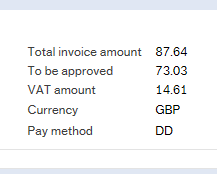 Total invoice amount 87.64
To be approved 73.03
VAT amount 14.61
Currency GBP
Pay method DD